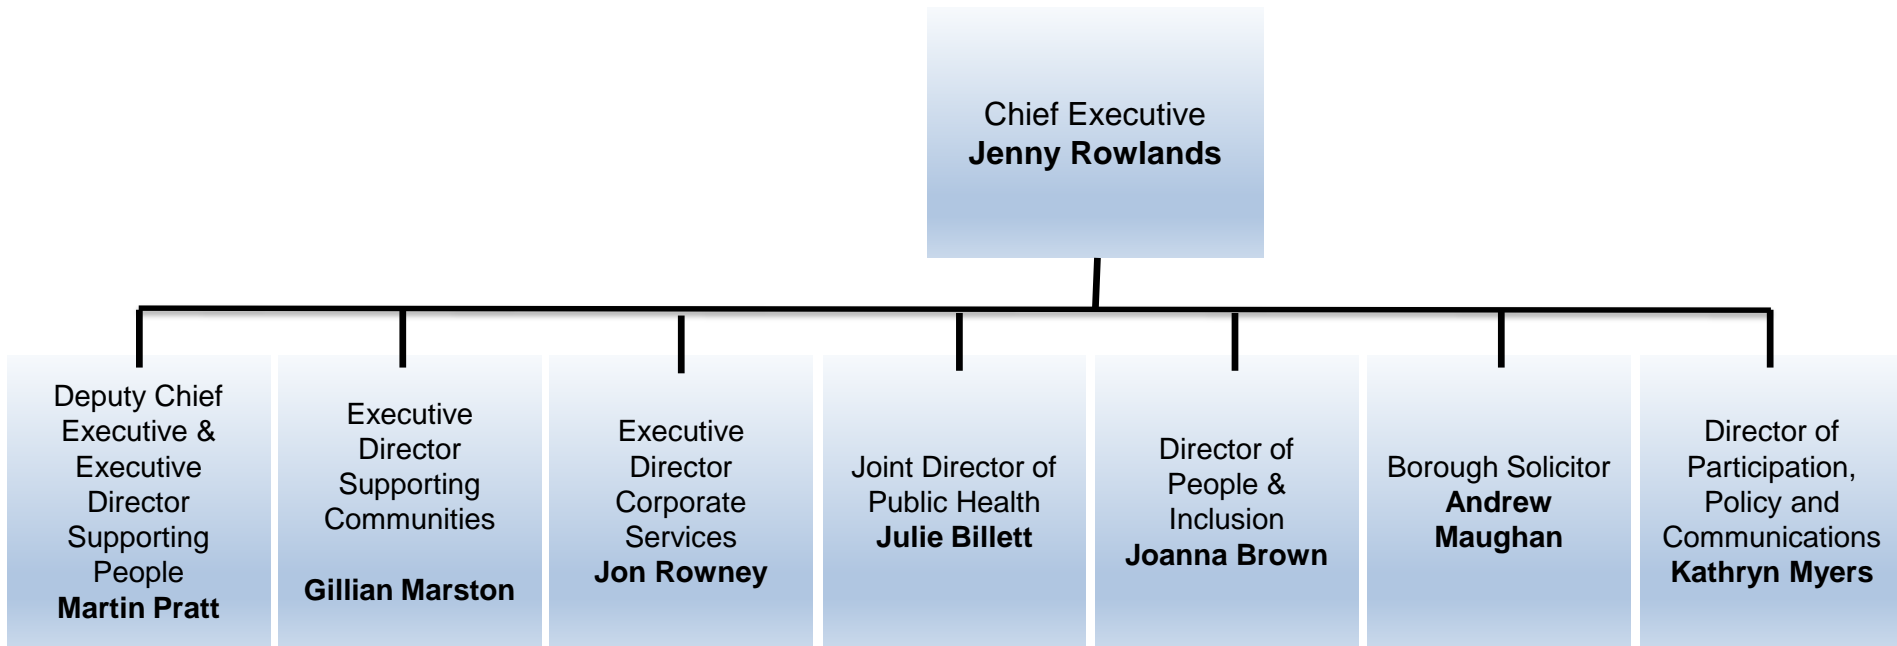 Chief Executive
Jenny Rowlands
Deputy Chief
Executive &
Executive
Director
Supporting
People
Martin Pratt
Executive
Director
Supporting
Communities
Gillian Marston
Executive
Director
Corporate
Services
Jon Rowney
Joint Director of
Public Health
Julie Billett
Director of
People &
Inclusion
Joanna Brown
Borough Solicitor
Andrew
Maughan
Director of
Participation,
Policy and
Communications
Kathryn Myers